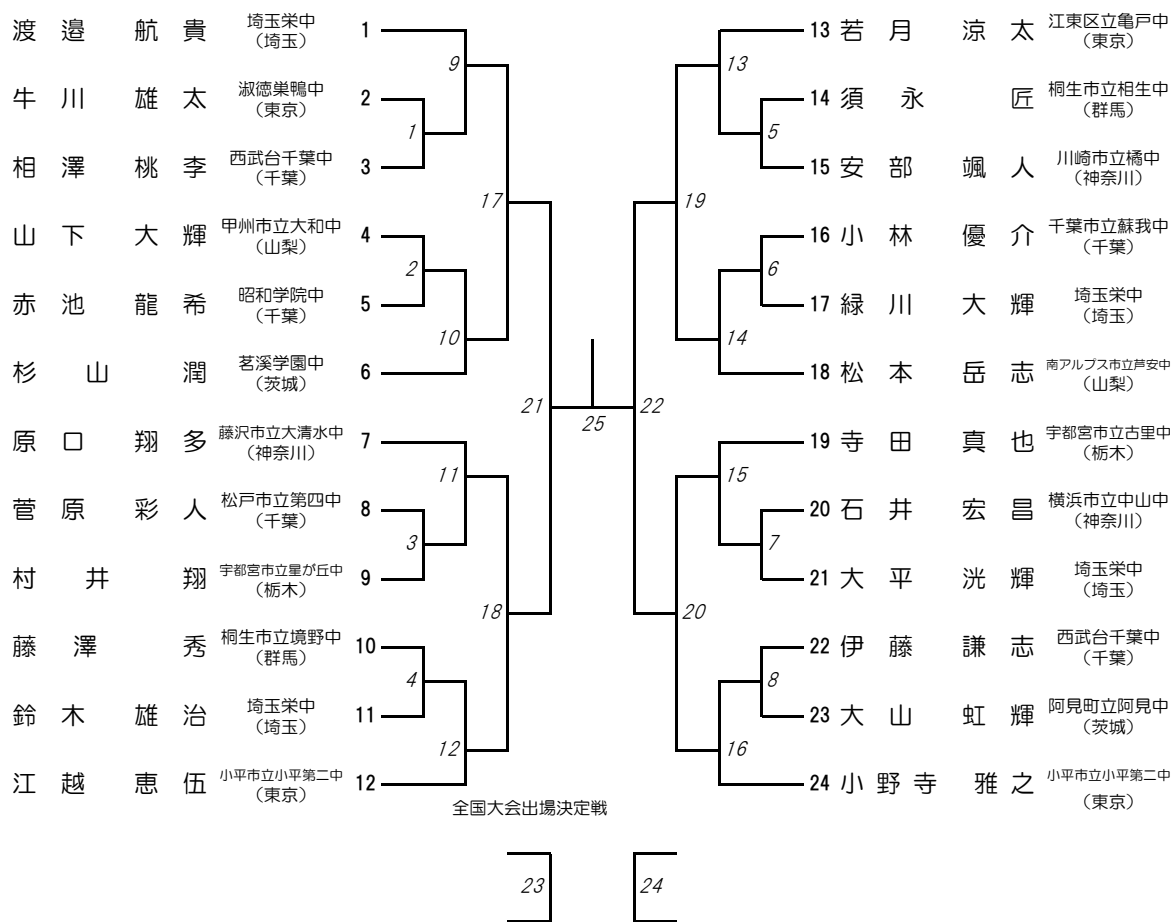 渡邉 航貴 埼玉栄中 (埼玉) 1
牛川 雄太 淑徳巣鴨中 (東京) 2
相澤 桃李 西武台千葉中 (千葉) 3
山下 大輝 甲州市立大和中 (山梨) 4
赤池 龍希 昭和学院中 (千葉) 5
杉山 潤 茗溪学園中 (茨城) 6
原口 翔多 藤沢市立大清水中 (神奈川) 7
菅原 彩人 松戸市立第四中 (千葉) 8
村井 翔 宇都宮市立星が丘中 (栃木) 9
藤澤 秀 桐生市立境野中 (群馬) 10
鈴木 雄治 埼玉栄中 (埼玉) 11
江越 恵伍 小平市立小平第二中 (東京) 12
9
1
17
2
10
21
11
3
18
4
12
25
13
5
19
6
14
22
15
7
20
8
16
13 若月 涼太 江東区立亀戸中 (東京)
14 須永 匠 桐生市立相生中 (群馬)
15 安部 颯人 川崎市立橘中 (神奈川)
16 小林 優介 千葉市立蘇我中 (千葉)
17 緑川 大輝 埼玉栄中 (埼玉)
18 松本 岳志 南アルプス市立芦安中 (山梨)
19 寺田 真也 宇都宮市立古里中 (栃木)
20 石井 宏昌 横浜市立中山中 (神奈川)
21 大平 洸輝 埼玉栄中 (埼玉)
22 伊藤 謙志 西武台千葉中 (千葉)
23 大山 虹輝 阿見町立阿見中 (茨城)
24 小野寺 雅之 小平市立小平第二中 (東京)
全国大会出場決定戦
23
24